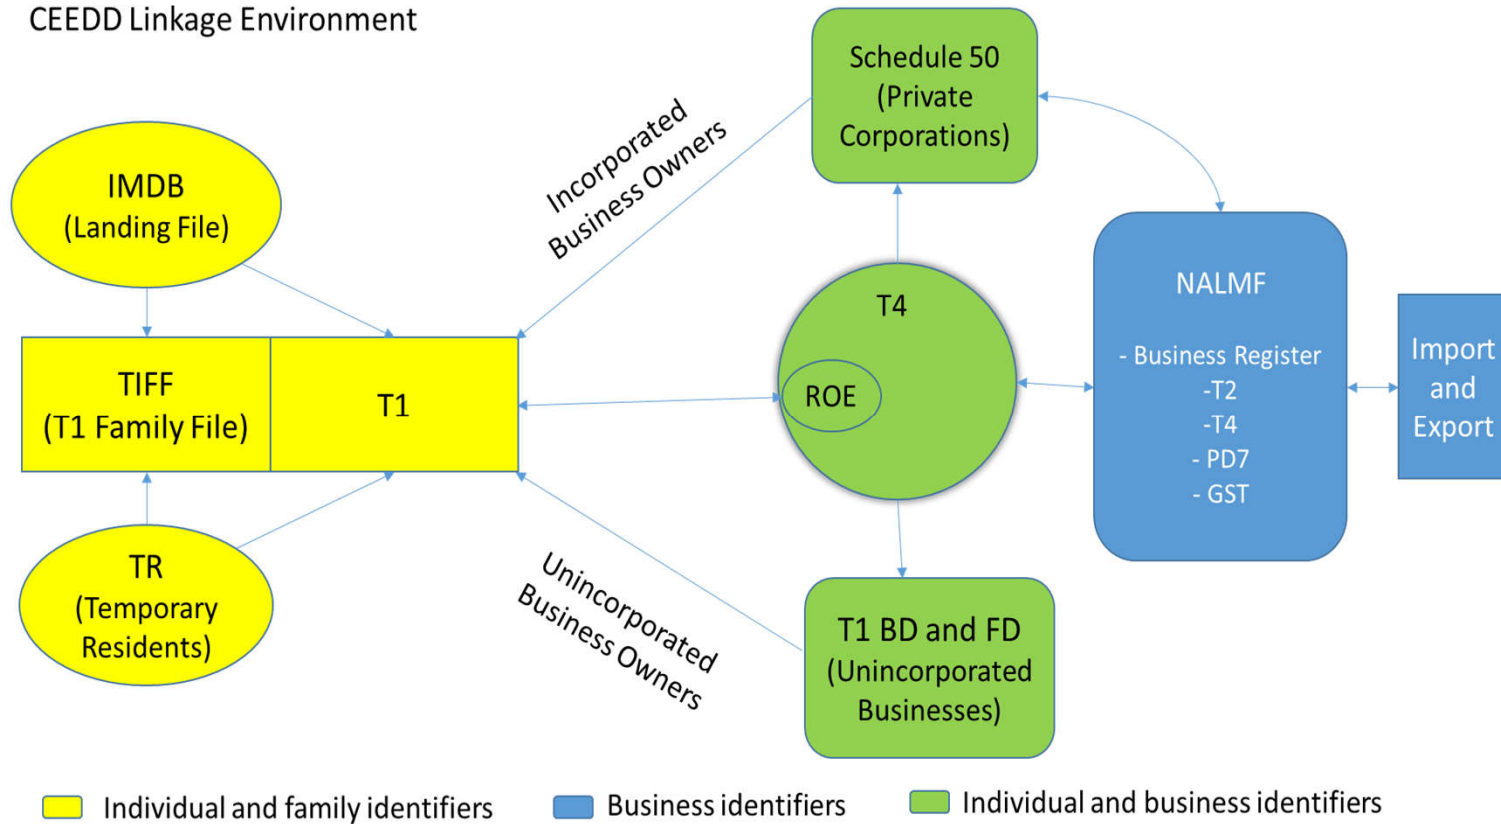 CEEDD Linkage Environment
IMDB
(Landing File)
TIFF
(T1 Family File)
T1
TR
(Temporary
Residents)
Incorporated
Business Owners
Unincorporated
Business Owners
Schedule 50
(Private
Corporations)
T4
ROE
T1 BD and FD
(Unincorporated
Businesses)
NALMF
- Business Register
-T2
-T4
- PD7
- GST
Import
and
Export
Individual and family identifiers
Business identifiers
Individual and business identifiers